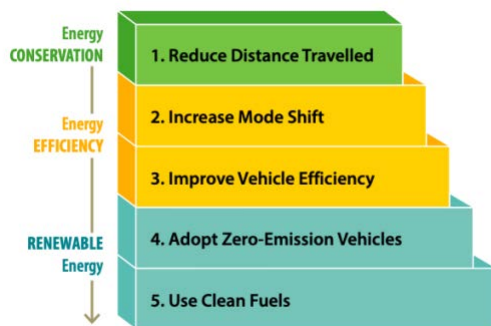 Energy
CONSERVATION
1. Reduce Distance Travelled
Energy
EFFICIENCY
2. Increase Mode Shift
3. Improve Vehicle Efficiency
RENEWABLE
Energy
4. Adopt Zero-Emission Vehicles
5. Use Clean Fuels